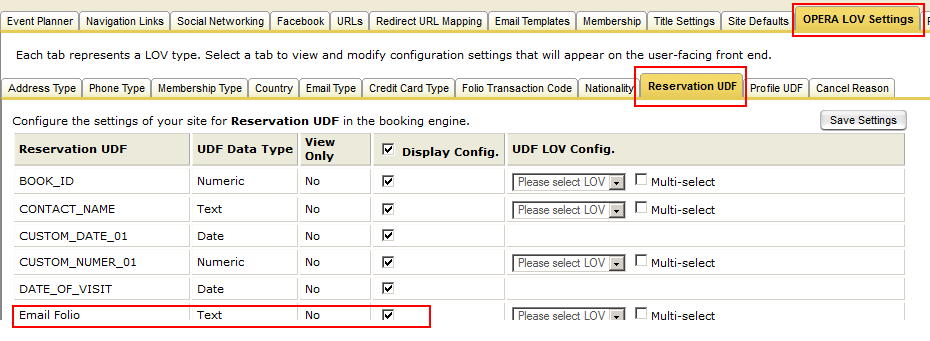 Event Planner Navigation Links Social Networking Facebook URLs Redirect URL Mapping Email Templates Membership Title Settings Site Defaults OPERA LOV Settings
Each tab represents a LOV type. Select a tab to view and modify configuration settings that will appear on the user-facing front end.
Address Type Phone Type Membership Type Country Email Type Credit Card Type Folio Transaction Code Nationality Reservation UDF Profile UDF Cancel Reason
Configure the settings of your site for Reservation UDF in the booking engine. Save Settings
Reservation UDF UDF Data Type View Only Display Config. UDF LOV Config.
BOOK_ID Numeric No Please select LOV Multi-select
CONTACT_NAME Text No Please select LOV Multi-select
CUSTOM_DATE_01 Date No
CUSTOM_NUMER_01 Numeric No Please select LOV Multi-select
DATE_OF_VISIT Date No
Email Folio Text No Please select LOV Multi-select